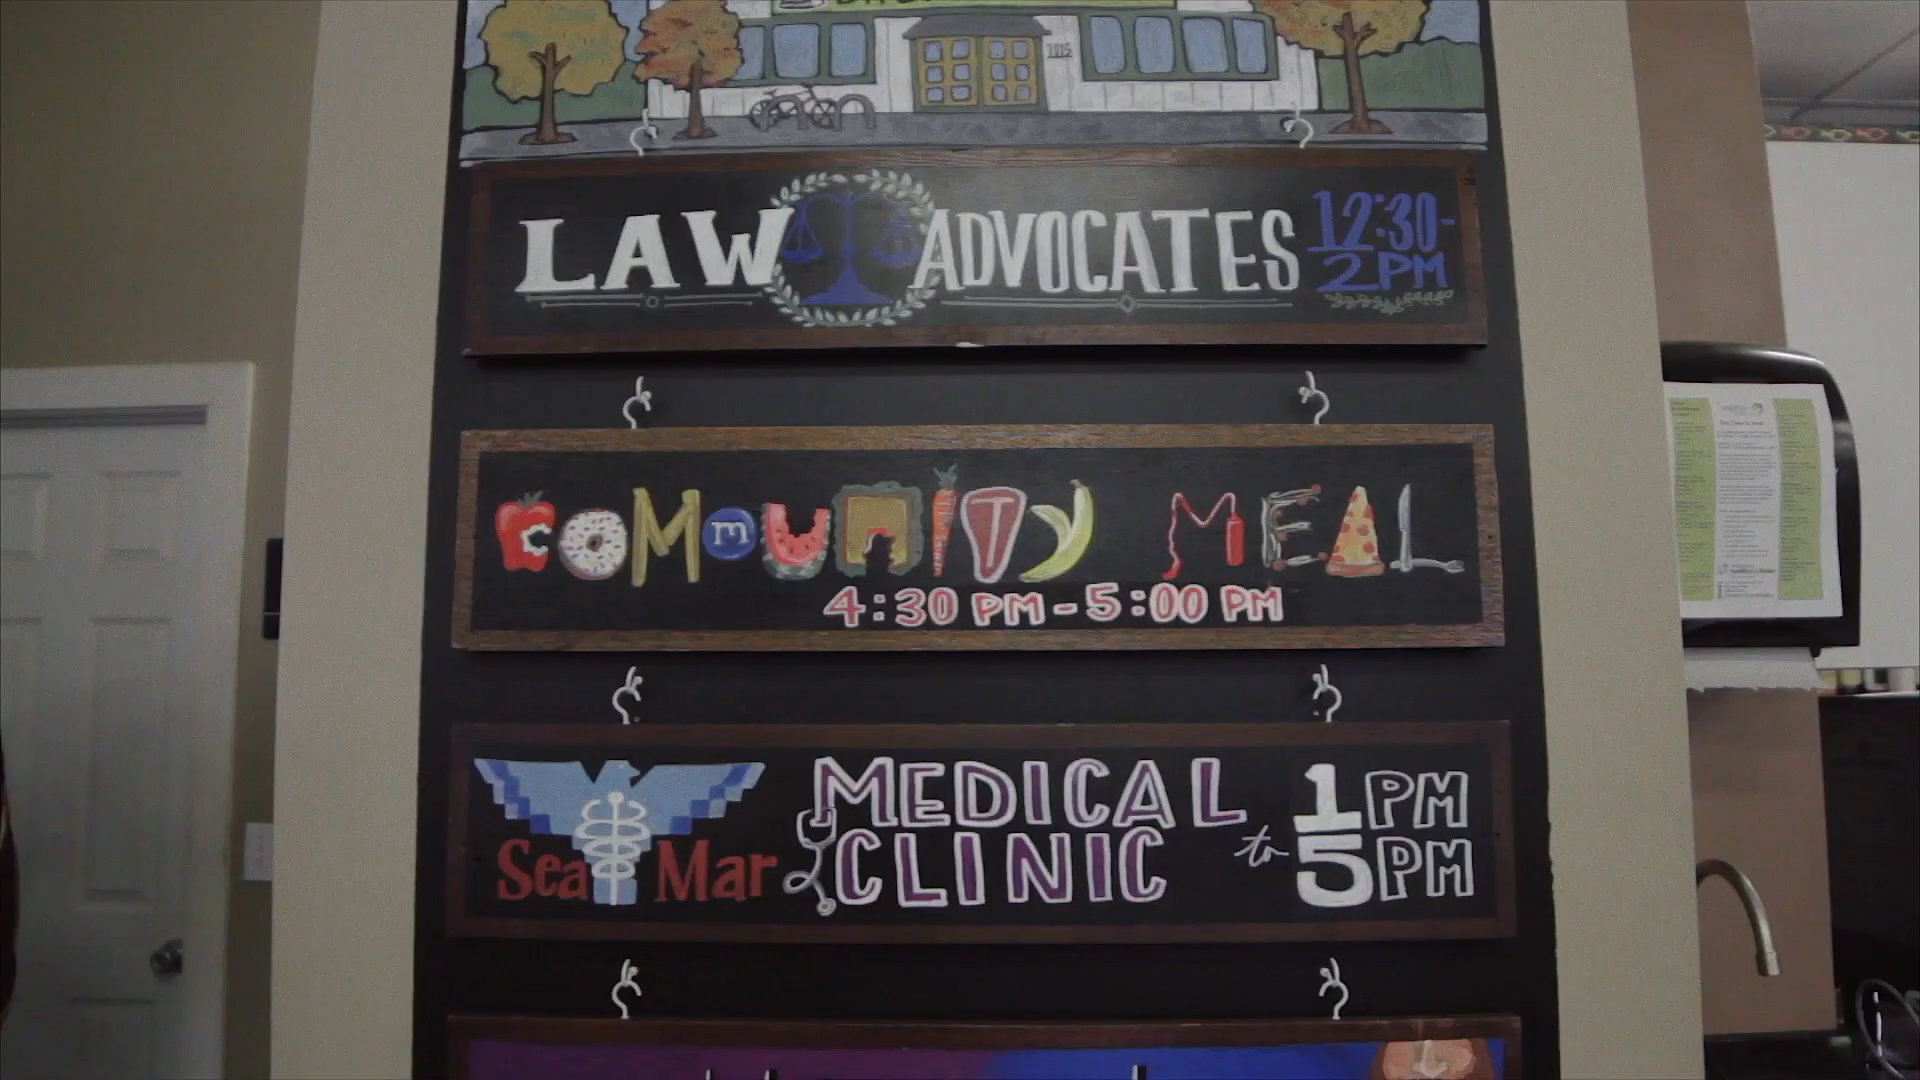 1015
LAW ADVOCATES 12:30-
2PM
COMMUNITY MEAL
4:30 PM-5:00 PM
Sea Mar
MEDICAL
CLINIC
1PM
to 5PM